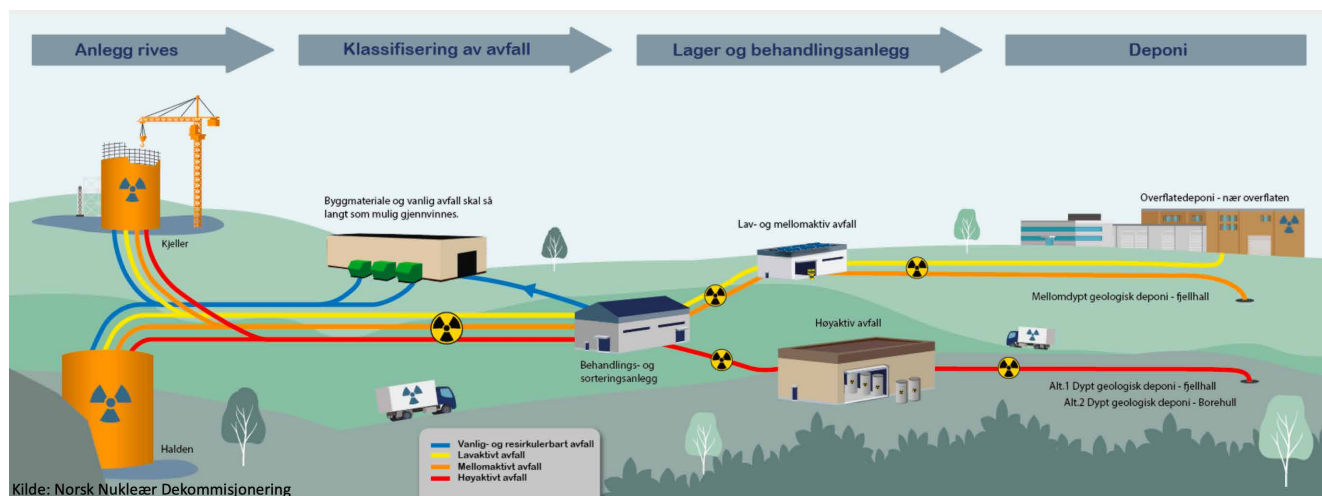 Anlegg rives
Klassifisering av avfall
Lager og behandlingsanlegg
Deponi
Byggmateriale og vanlig avfall skal så
langt som mulig gjennvinnes.
Kjeller
Lav- og mellomaktiv avfall
Overflatedeponi - nær overflaten
Mellomdypt geologisk deponi - fjellhall
Høyaktiv avfall
Behandlings- og
sorteringsanlegg
Alt.1 Dypt geologisk deponi - fjellhall
Alt.2 Dypt geologisk deponi - Borehull
Halden
Vanlig- og resirkulerbart avfall
Lavaktivt avfall
Mellomaktivt avfall
Høyaktivt avfall
Kilde: Norsk Nukleær Dekommisjonering